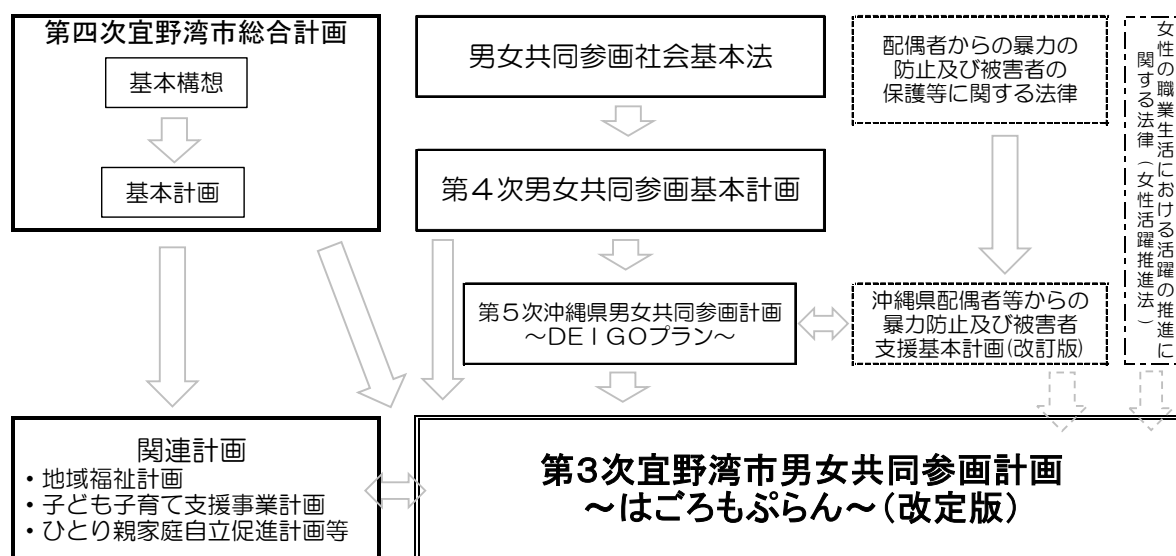 第四次宜野湾市総合計画
基本構想
基本計画
男女共同参画社会基本法
第４次男女共同参画基本計画
第５次沖縄県男女共同参画計画
～DEIGOプラン～
配偶者からの暴力の
防止及び被害者の
保護等に関する法律
沖縄県配偶者等からの
暴力防止及び被害者
支援基本計画(改訂版)
女性の職業生活における活躍の推進に
関する法律（女性活躍推進法）
関連計画
・地域福祉計画
・子ども子育て支援事業計画
・ひとり親家庭自立促進計画等
第3次宜野湾市男女共同参画計画
～はごろもぷらん～（改定版）